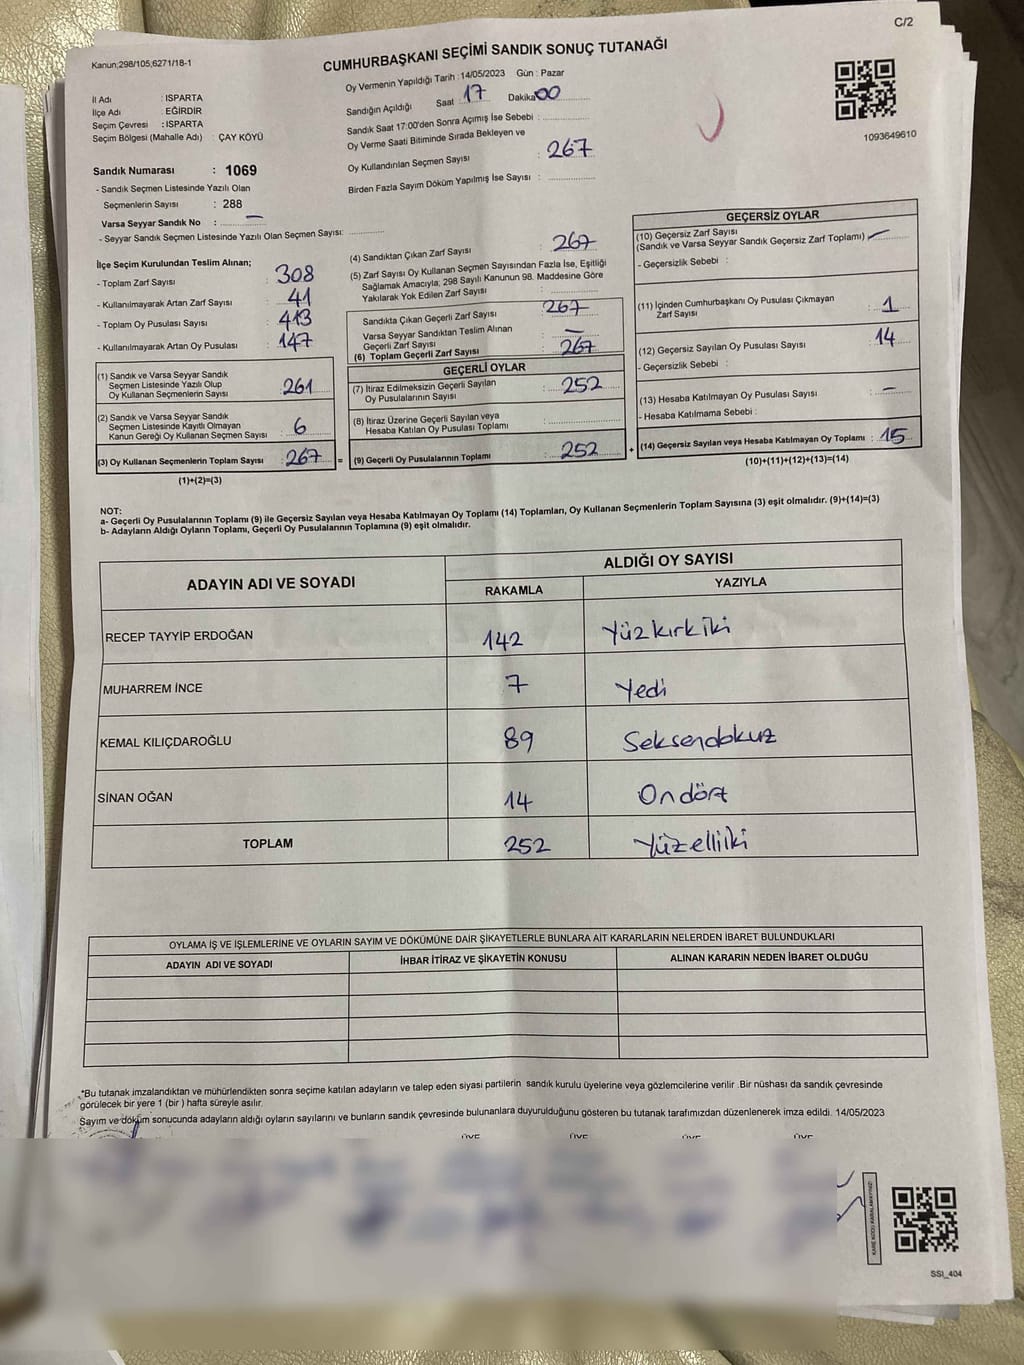 C/2
Kanun;298/105;6271/18-1
CUMHURBAŞKANI SEÇİMİ SANDIK SONUÇ TUTANAĞI
Oy Vermenin Yapıldığı Tarih : 14/05/2023 Gün : Pazar
İl Adı : ISPARTA
İlçe Adı : EĞİRDİR
Seçim Çevresi : ISPARTA
Seçim Bölgesi (Mahalle Adı) : ÇAY KÖYÜ
Sandığın Açıldığı Saat : 17 Dakika 00
Sandık Saat 17:00'den Sonra Açımış İse Sebebi :
Oy Verme Saati Bitiminde Sırada Bekleyen ve
Oy Kullandırılan Seçmen Sayısı : 267
Birden Fazla Sayım Döküm Yapılmış İse Sayısı :
1093649610
Sandık Numarası : 1069
- Sandık Seçmen Listesinde Yazılı Olan
Seçmenlerin Sayısı : 288
Varsa Seyyar Sandık No : —
- Seyyar Sandık Seçmen Listesinde Yazılı Olan Seçmen Sayısı:
İlçe Seçim Kurulundan Teslim Alınan;
- Toplam Zarf Sayısı : 308
- Kullanılmayarak Artan Zarf Sayısı : 41
- Toplam Oy Pusulası Sayısı : 413
- Kullanılmayarak Artan Oy Pusulası : 147
(1) Sandık ve Varsa Seyyar Sandık
Seçmen Listesinde Yazılı Olup
Oy Kullanan Seçmenlerin Sayısı : 261
(2) Sandık ve Varsa Seyyar Sandık
Seçmen Listesinde Kayıtlı Olmayan
Kanun Gereği Oy Kullanan Seçmen Sayısı : 6
(3) Oy Kullanan Seçmenlerin Toplam Sayısı : 267 =
(1)+(2)=(3)
(4) Sandıktan Çıkan Zarf Sayısı : 267
(5) Zarf Sayısı Oy Kullanan Seçmen Sayısından Fazla İse, Eşitliği
Sağlamak Amacıyla; 298 Sayılı Kanunun 98. Maddesine Göre
Yakılarak Yok Edilen Zarf Sayısı :
Sandıkta Çıkan Geçerli Zarf Sayısı : 267
Varsa Seyyar Sandıktan Teslim Alınan
Geçerli Zarf Sayısı : —
(6) Toplam Geçerli Zarf Sayısı : 267
GEÇERLİ OYLAR
(7) İtiraz Edilmeksizin Geçerli Sayılan
Oy Pusulalarının Sayısı : 252
(8) İtiraz Üzerine Geçerli Sayılan veya
Hesaba Katılan Oy Pusulası Toplamı :
(9) Geçerli Oy Pusulalarının Toplamı : 252 +
GEÇERSİZ OYLAR
(10) Geçersiz Zarf Sayısı
(Sandık ve Varsa Seyyar Sandık Geçersiz Zarf Toplamı) —
- Geçersizlik Sebebi :
(11) İçinden Cumhurbaşkanı Oy Pusulası Çıkmayan
Zarf Sayısı : 1
(12) Geçersiz Sayılan Oy Pusulası Sayısı : 14
- Geçersizlik Sebebi :
(13) Hesaba Katılmayan Oy Pusulası Sayısı : —
- Hesaba Katılmama Sebebi :
(14) Geçersiz Sayılan veya Hesaba Katılmayan Oy Toplamı : 15
(10)+(11)+(12)+(13)=(14)
NOT:
a- Geçerli Oy Pusulalarının Toplamı (9) ile Geçersiz Sayılan veya Hesaba Katılmayan Oy Toplamı (14) Toplamları, Oy Kullanan Seçmenlerin Toplam Sayısına (3) eşit olmalıdır. (9)+(14)=(3)
b- Adayların Aldığı Oyların Toplamı, Geçerli Oy Pusulalarının Toplamına (9) eşit olmalıdır.
ADAYIN ADI VE SOYADI ALDIĞI OY SAYISI
RAKAMLA YAZIYLA
RECEP TAYYİP ERDOĞAN 142 Yüzkırkiki
MUHARREM İNCE 7 Yedi
KEMAL KILIÇDAROĞLU 89 Seksendokuz
SİNAN OĞAN 14 Ondört
TOPLAM 252 Yüzelliiki
OYLAMA İŞ VE İŞLEMLERİNE VE OYLARIN SAYIM VE DÖKÜMÜNE DAİR ŞİKAYETLERLE BUNLARA AİT KARARLARIN NELERDEN İBARET BULUNDUKLARI
ADAYIN ADI VE SOYADI İHBAR İTİRAZ VE ŞİKAYETİN KONUSU ALINAN KARARIN NEDEN İBARET OLDUĞU
*Bu tutanak imzalandıktan ve mühürlendikten sonra seçime katılan adayların ve talep eden siyasi partilerin sandık kurulu üyelerine veya gözlemcilerine verilir .Bir nüshası da sandık çevresinde
görülecek bir yere 1 (bir ) hafta süreyle asılır.
Sayım ve döküm sonucunda adayların aldığı oyların sayılarını ve bunların sandık çevresinde bulunanlara duyurulduğunu gösteren bu tutanak tarafımızdan düzenlenerek imza edildi. 14/05/2023
ÜYE ÜYE ÜYE ÜYE
KARE KODU KARALAMAYINIZ!
SSI_404